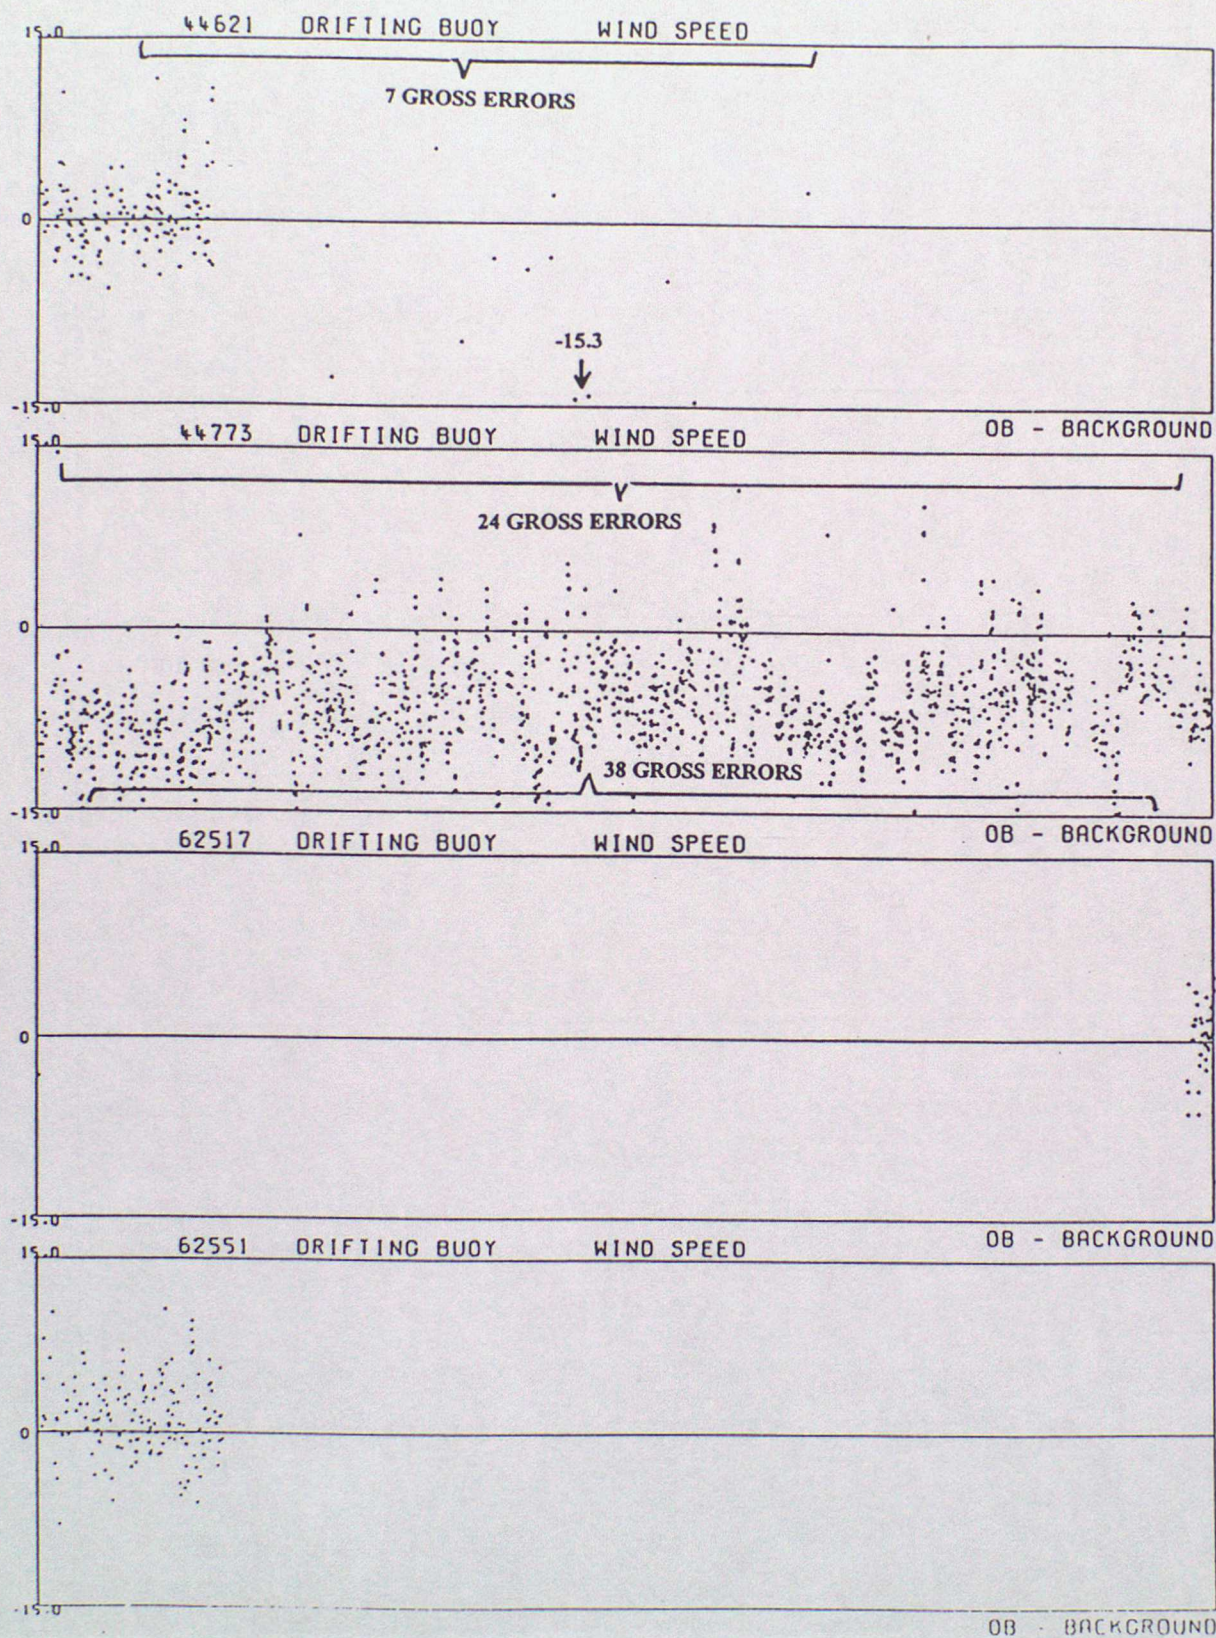 44621 DRIFTING BUOY WIND SPEED
15.0
7 GROSS ERRORS
0
-15.3
-15.0
OB - BACKGROUND
44773 DRIFTING BUOY WIND SPEED
15.0
24 GROSS ERRORS
0
38 GROSS ERRORS
-15.0
OB - BACKGROUND
62517 DRIFTING BUOY WIND SPEED
15.0
0
-15.0
OB - BACKGROUND
62551 DRIFTING BUOY WIND SPEED
15.0
0
-15.0
OB - BACKGROUND